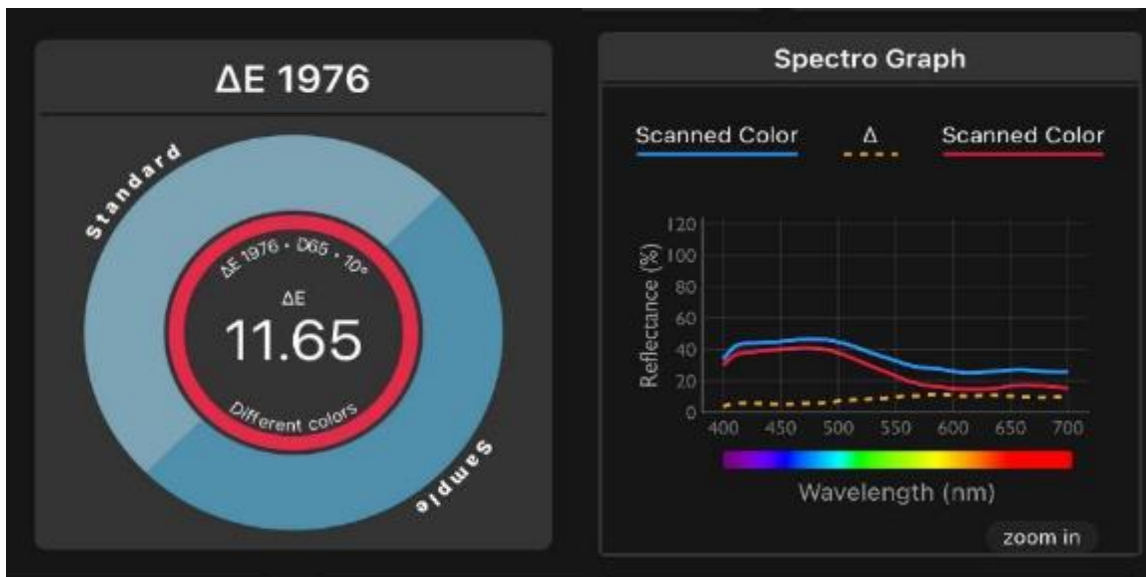 ΔE 1976
Standard
ΔE 1976 • D65 • 10°
ΔE
11.65
Different colors
Sample
Spectro Graph
Scanned Color Δ Scanned Color
Reflectance (%)
120
100
80
60
40
20
0
400 450 500 550 600 650 700
Wavelength (nm)
zoom in